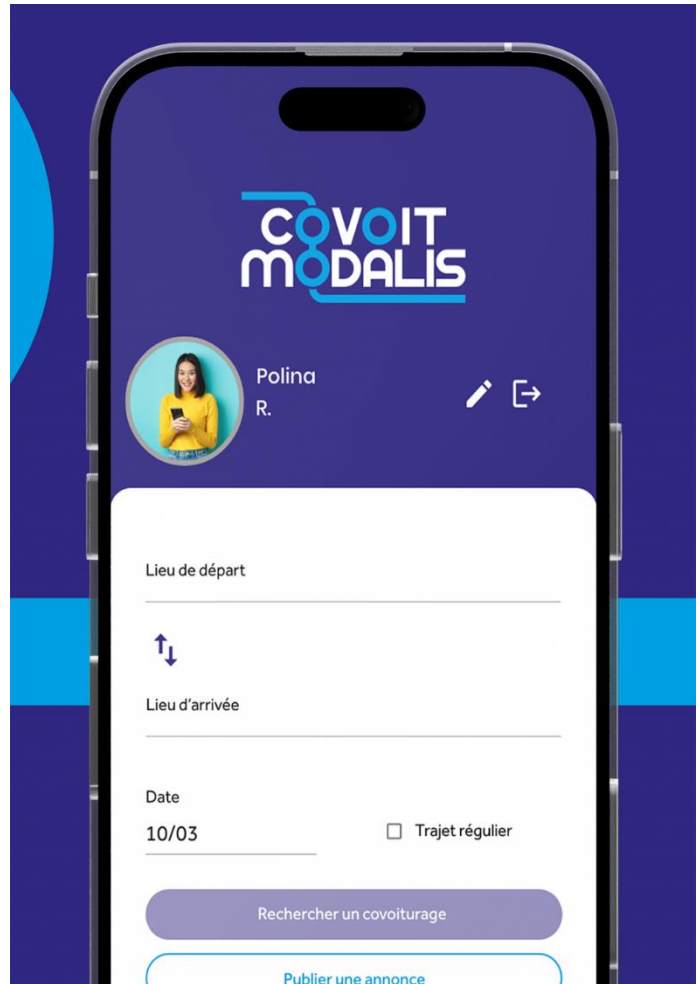 COVOIT
MODALIS
Polina
R.
Lieu de départ
Lieu d'arrivée
Date
10/03
Trajet régulier
Rechercher un covoiturage
Publier une annonce